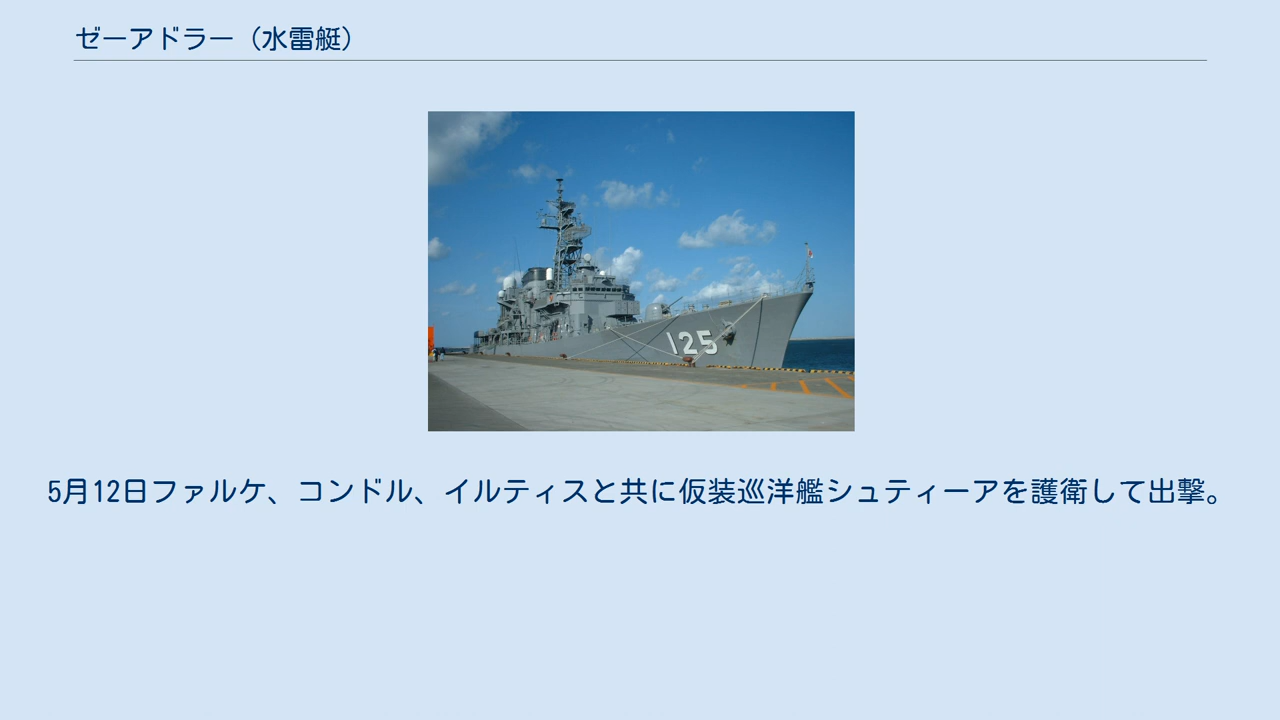 ゼーアドラー（水雷艇）
125
5月12日ファルケ、コンドル、イルティスと共に仮装巡洋艦シュティーアを護衛して出撃。